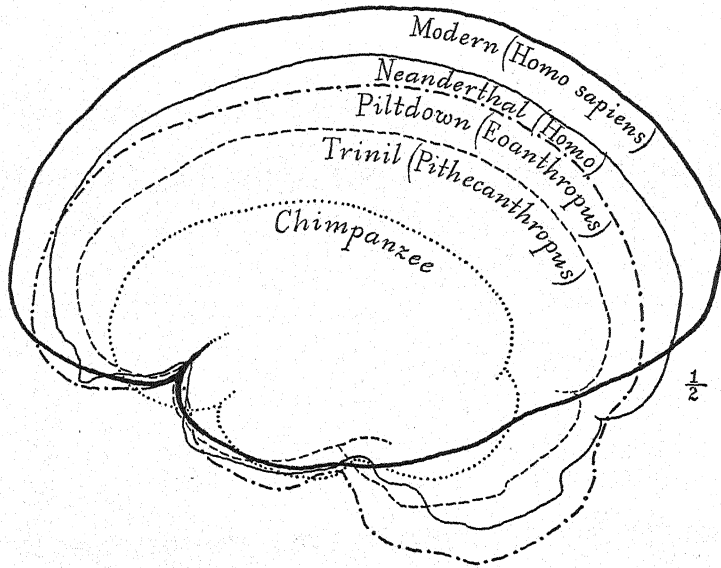 Modern (Homo sapiens)
Neanderthal (Homo)
Piltdown (Eoanthropus)
Trinil (Pithecanthropus)
Chimpanzee
1/2